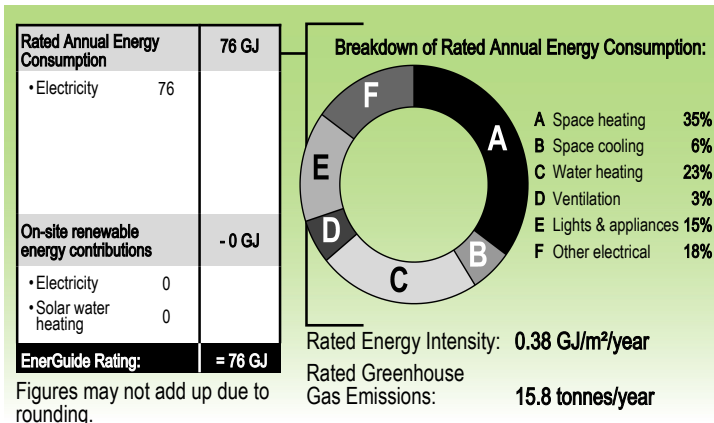 Rated Annual Energy
Consumption
76 GJ
• Electricity 76
On-site renewable
energy contributions
- 0 GJ
• Electricity 0
• Solar water
heating
0
EnerGuide Rating: = 76 GJ
Figures may not add up due to
rounding.
Breakdown of Rated Annual Energy Consumption:
A
B
C
D
E
F
A Space heating 35%
B Space cooling 6%
C Water heating 23%
D Ventilation 3%
E Lights & appliances 15%
F Other electrical 18%
Rated Energy Intensity: 0.38 GJ/m²/year
Rated Greenhouse
Gas Emissions: 15.8 tonnes/year